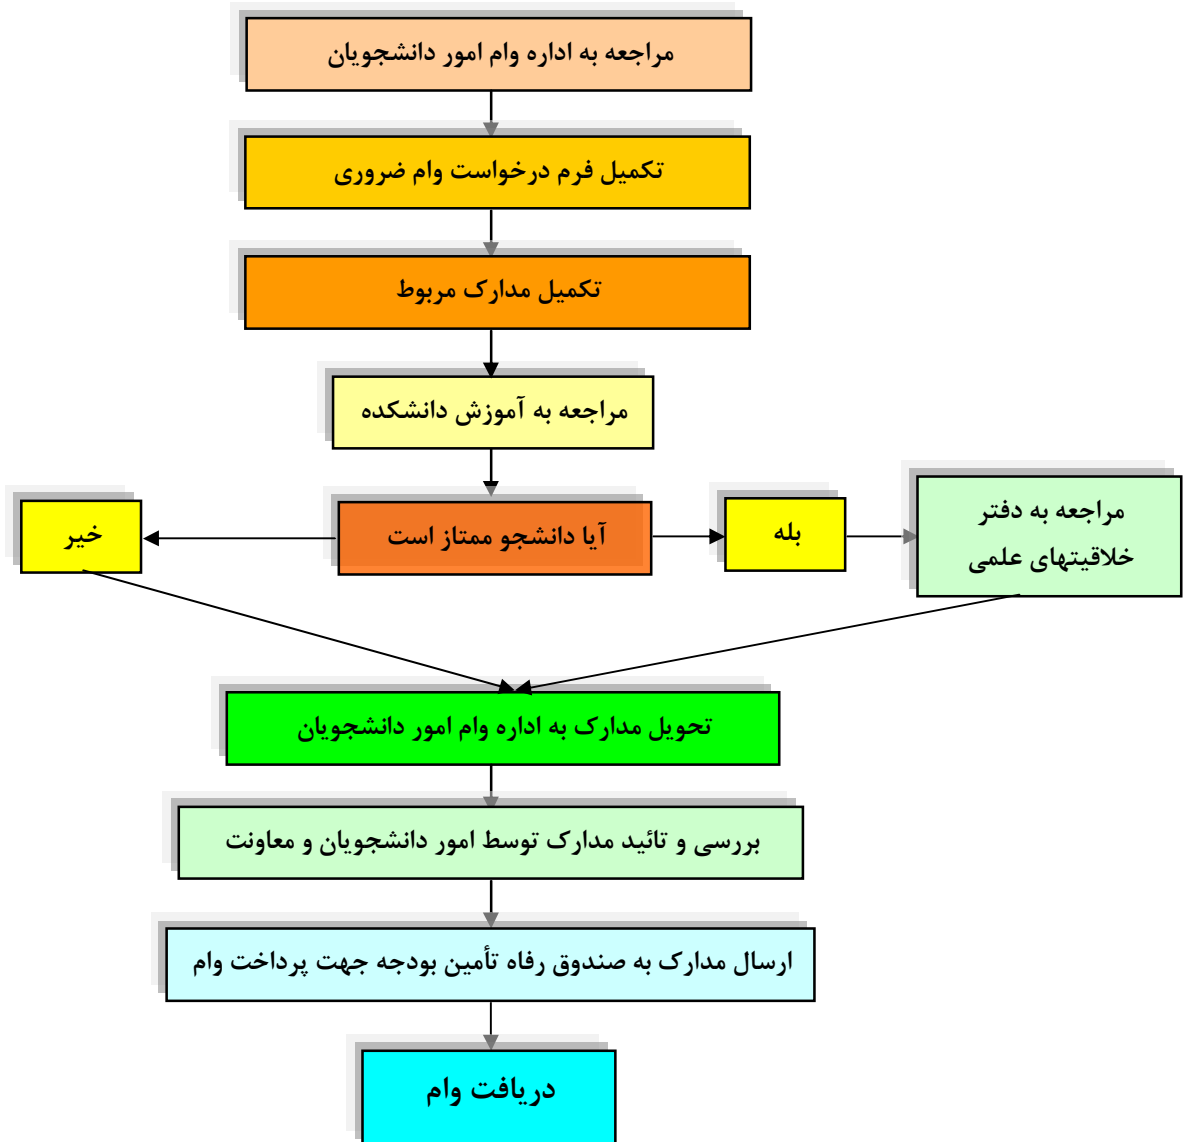 مراجعه به اداره وام امور دانشجویان
تکمیل فرم درخواست وام ضروری
تکمیل مدارک مربوط
مراجعه به آموزش دانشکده
آیا دانشجو ممتاز است
بله
مراجعه به دفتر
خلاقیتهای علمی
خیر
تحویل مدارک به اداره وام امور دانشجویان
بررسی و تائید مدارک توسط امور دانشجویان و معاونت
ارسال مدارک به صندوق رفاه تأمین بودجه جهت پرداخت وام
دریافت وام